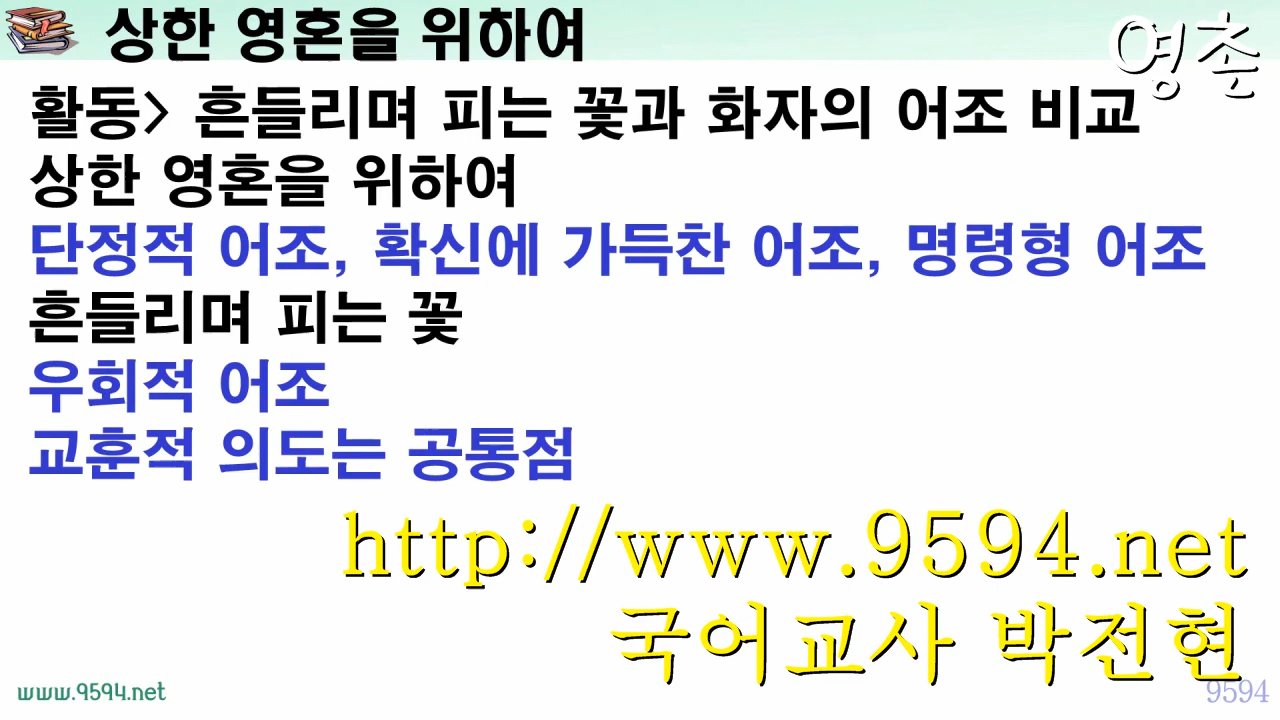 상한 영혼을 위하여
영촌
활동> 흔들리며 피는 꽃과 화자의 어조 비교
상한 영혼을 위하여
단정적 어조, 확신에 가득찬 어조, 명령형 어조
흔들리며 피는 꽃
우회적 어조
교훈적 의도는 공통점
http://www.9594.net
국어교사 박전현
www.9594.net
9594